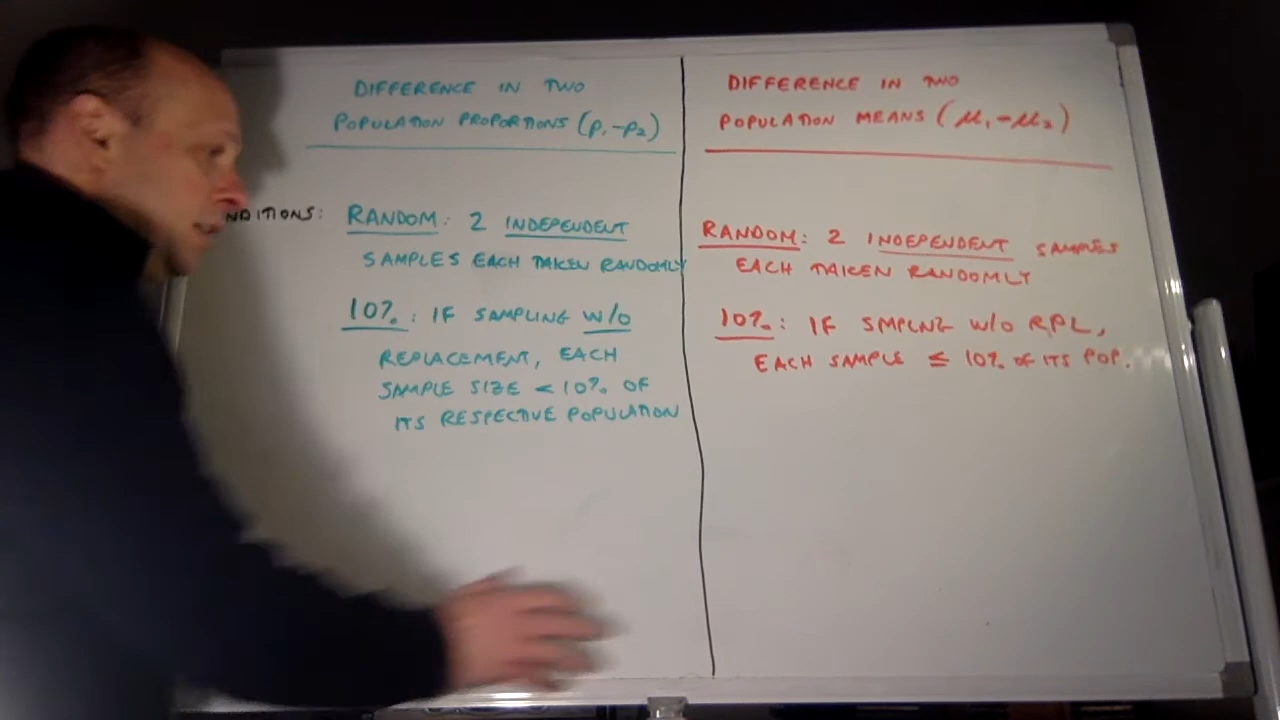 DIFFERENCE IN TWO
POPULATION PROPORTIONS (p₁-p₂)
NDITIONS:
RANDOM: 2 INDEPENDENT
SAMPLES EACH TAKEN RANDOMLY
10%: IF SAMPLING W/O
REPLACEMENT, EACH
SAMPLE SIZE < 10% OF
ITS RESPECTIVE POPULATION
DIFFERENCE IN TWO
POPULATION MEANS (μ₁-μ₂)
RANDOM: 2 INDEPENDENT SAMPLES
EACH TAKEN RANDOMLY
10%: IF SMPLNG W/O RPL,
EACH SAMPLE ≤ 10% OF ITS POP.